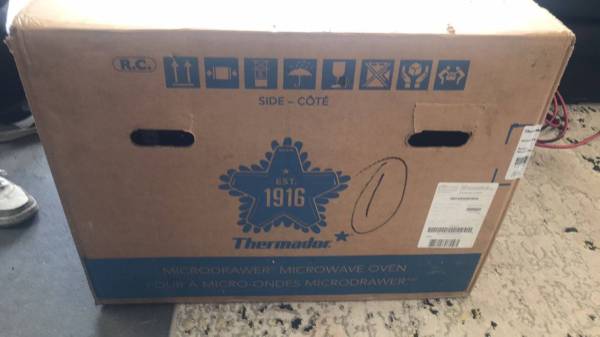 R.C.
SIDE – CÔTÉ
EST.
1916
Thermador
1
MICRODRAWER® MICROWAVE OVEN
FOUR À MICRO-ONDES MICRODRAWER™